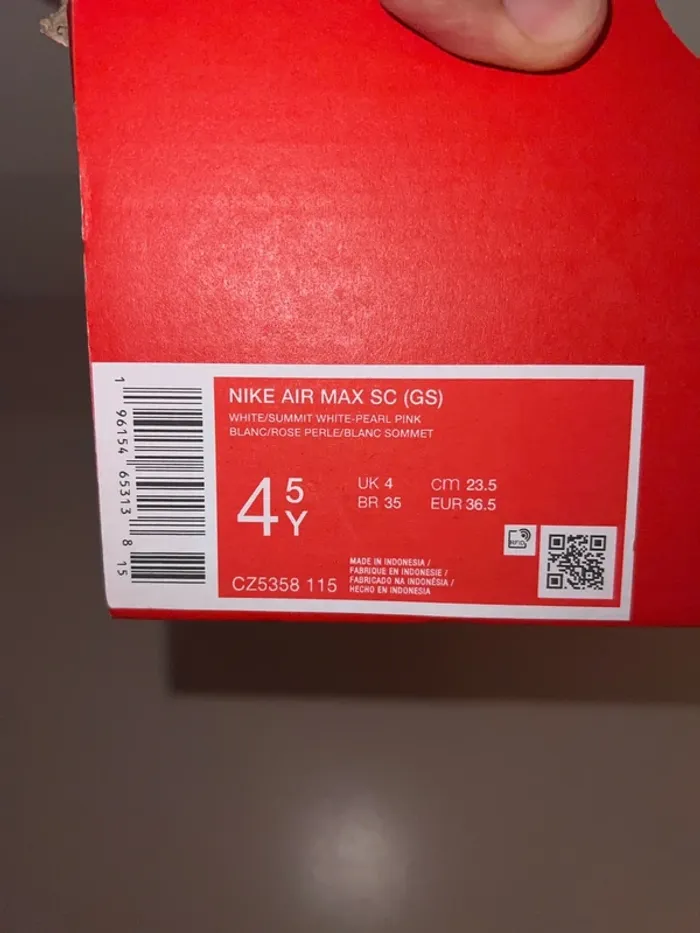 NIKE AIR MAX SC (GS)
WHITE/SUMMIT WHITE-PEARL PINK
BLANC/ROSE PERLE/BLANC SOMMET
4 5 Y
UK 4 cm 23.5
BR 35 EUR 36.5
CZ5358 115
MADE IN INDONESIA /
FABRIQUE EN INDONESIE /
FABRICADO NA INDONÉSIA /
HECHO EN INDONESIA
RFID
1 96154 65313 8 15